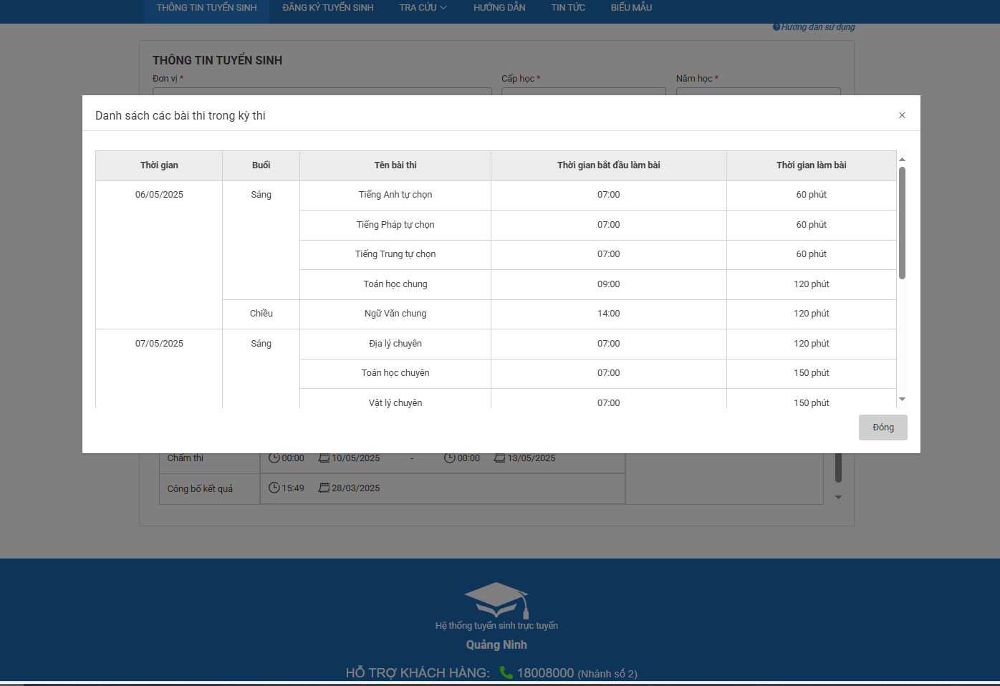 THÔNG TIN TUYỂN SINH ĐĂNG KÝ TUYỂN SINH TRA CỨU HƯỚNG DẪN TIN TỨC BIỂU MẪU
Hướng dẫn sử dụng
THÔNG TIN TUYỂN SINH
Đơn vị * Cấp học * Năm học *
Danh sách các bài thi trong kỳ thi
Thời gian Buổi Tên bài thi Thời gian bắt đầu làm bài Thời gian làm bài
06/05/2025 Sáng Tiếng Anh tự chọn 07:00 60 phút
Tiếng Pháp tự chọn 07:00 60 phút
Tiếng Trung tự chọn 07:00 60 phút
Toán học chung 09:00 120 phút
Chiều Ngữ Văn chung 14:00 120 phút
07/05/2025 Sáng Địa lý chuyên 07:00 120 phút
Toán học chuyên 07:00 150 phút
Vật lý chuyên 07:00 150 phút
Đóng
Chấm thi 00:00 10/05/2025 - 00:00 13/05/2025
Công bố kết quả 15:49 28/03/2025
Hệ thống tuyển sinh trực tuyến
Quảng Ninh
HỖ TRỢ KHÁCH HÀNG: 18008000 (Nhánh số 2)